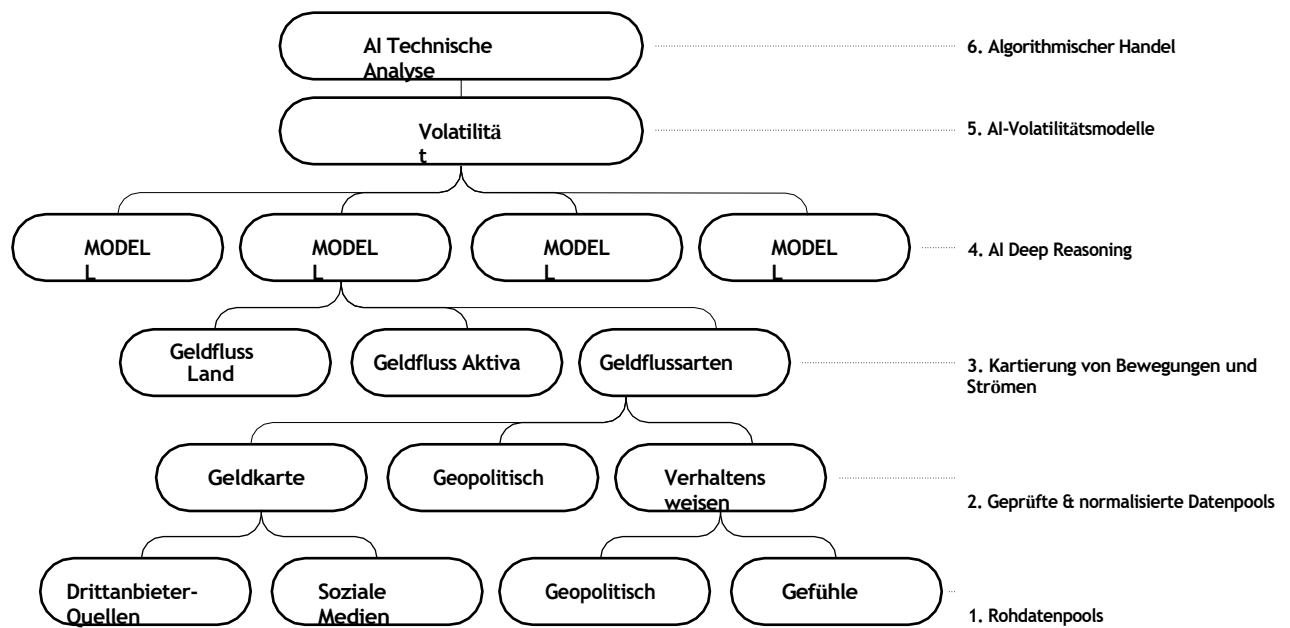 AI Technische
Analyse
6. Algorithmischer Handel
Volatilitä
t
5. AI-Volatilitätsmodelle
MODEL
L
MODEL
L
MODEL
L
MODEL
L
4. AI Deep Reasoning
Geldfluss
Land
Geldfluss Aktiva
Geldflussarten
3. Kartierung von Bewegungen und
Strömen
Geldkarte
Geopolitisch
Verhaltens
weisen
2. Geprüfte & normalisierte Datenpools
Drittanbieter-
Quellen
Soziale
Medien
Geopolitisch
Gefühle
1. Rohdatenpools